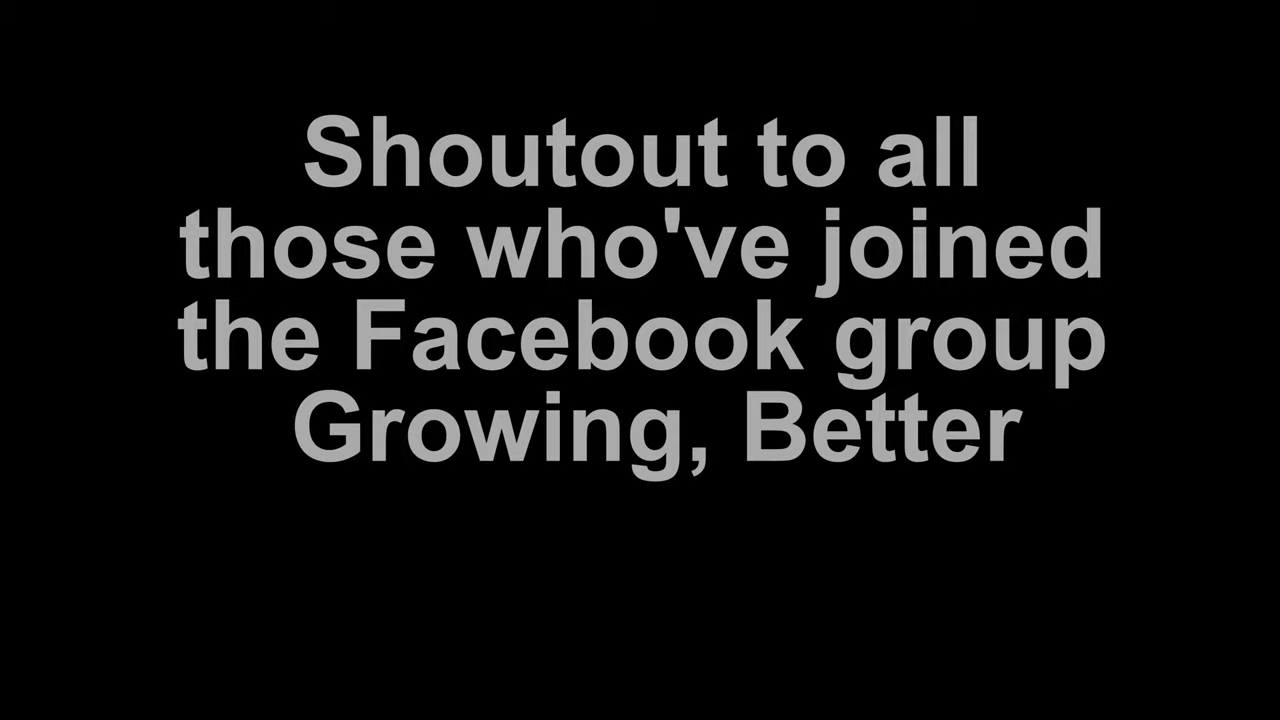 Shoutout to all
those who've joined
the Facebook group
Growing, Better